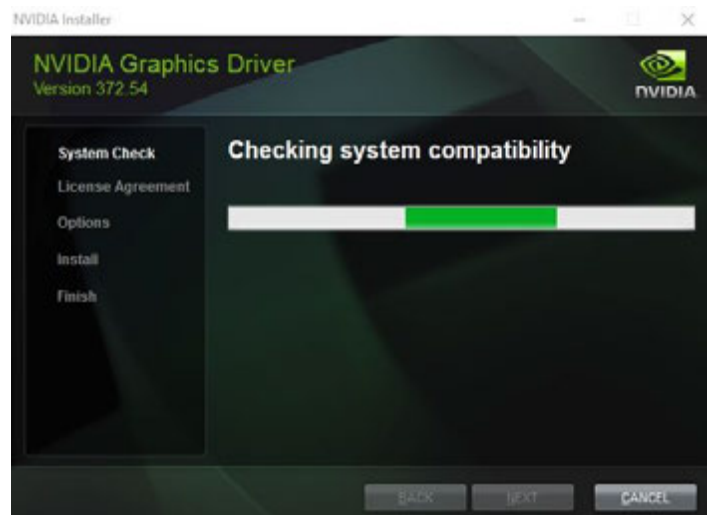 NVIDIA Installer
NVIDIA Graphics Driver
Version 372.54
NVIDIA
System Check
License Agreement
Options
Install
Finish
Checking system compatibility
BACK
NEXT
CANCEL